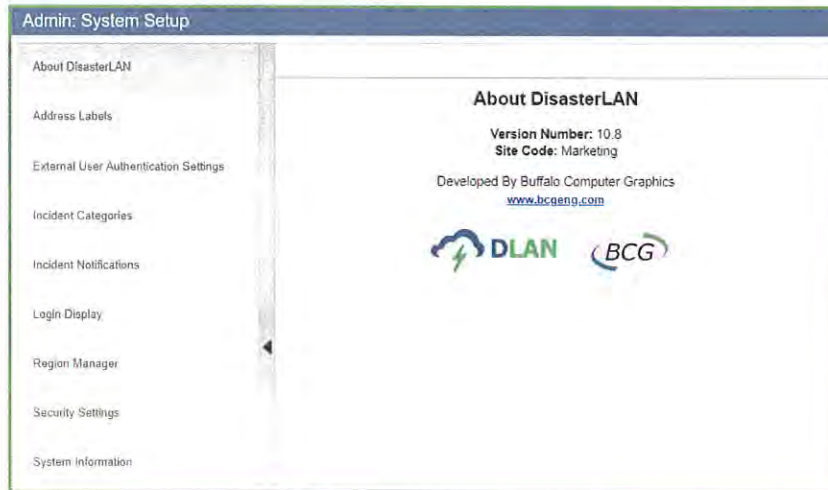 Admin: System Setup
About DisasterLAN
Address Labels
External User Authentication Settings
Incident Categories
Incident Notifications
Login Display
Region Manager
Security Settings
System Information
About DisasterLAN
Version Number: 10.8
Site Code: Marketing
Developed By Buffalo Computer Graphics
www.bcgeng.com
DLAN
BCG